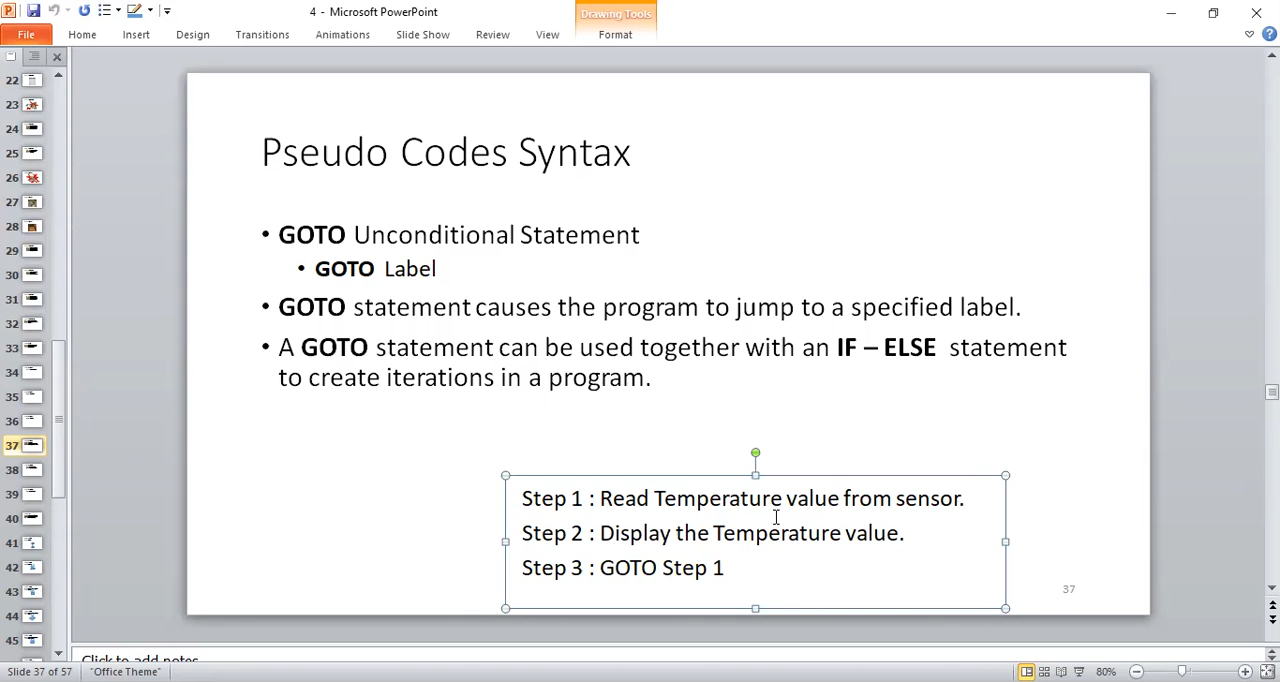 4 - Microsoft PowerPoint
Drawing Tools
File Home Insert Design Transitions Animations Slide Show Review View Format
22
23
24
25
26
27
28
29
30
31
32
33
34
35
36
37
38
39
40
41
42
43
44
45
Pseudo Codes Syntax
• GOTO Unconditional Statement
• GOTO Label
• GOTO statement causes the program to jump to a specified label.
• A GOTO statement can be used together with an IF – ELSE statement
to create iterations in a program.
Step 1 : Read Temperature value from sensor.
Step 2 : Display the Temperature value.
Step 3 : GOTO Step 1
37
Click to add notes
Slide 37 of 57 "Office Theme" 80%